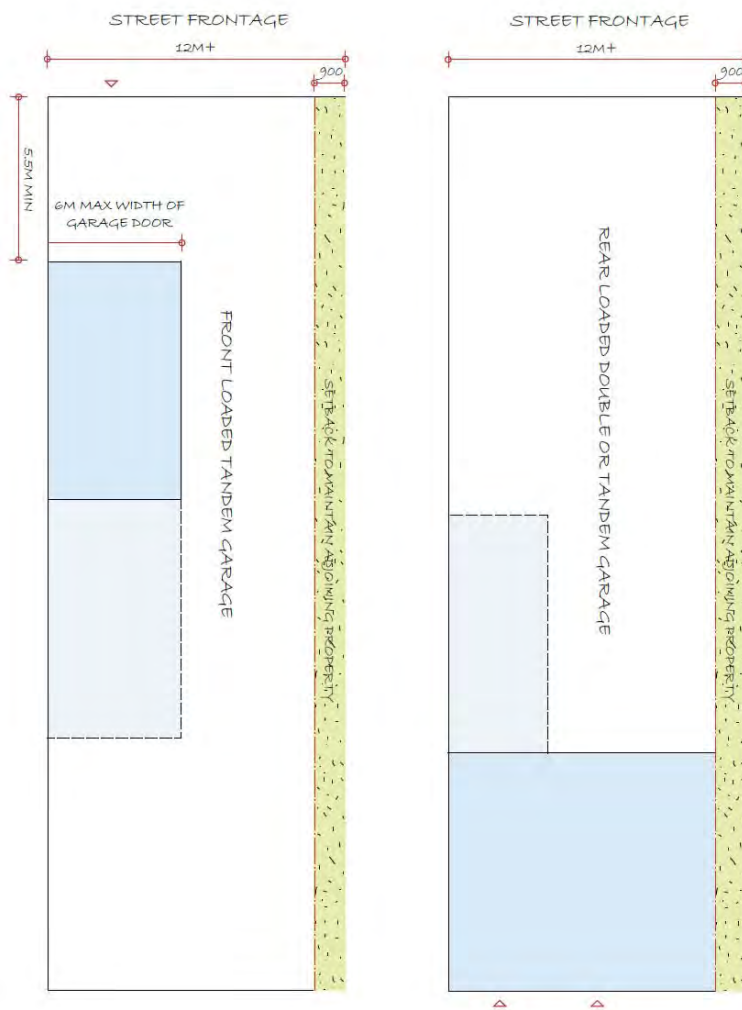 STREET FRONTAGE
12M+
900
5.5M MIN
6M MAX WIDTH OF
GARAGE DOOR
FRONT LOADED TANDEM GARAGE
SETBACK TO MAINTAIN ADJOINING PROPERTY
STREET FRONTAGE
12M+
900
REAR LOADED DOUBLE OR TANDEM GARAGE
SETBACK TO MAINTAIN ADJOINING PROPERTY